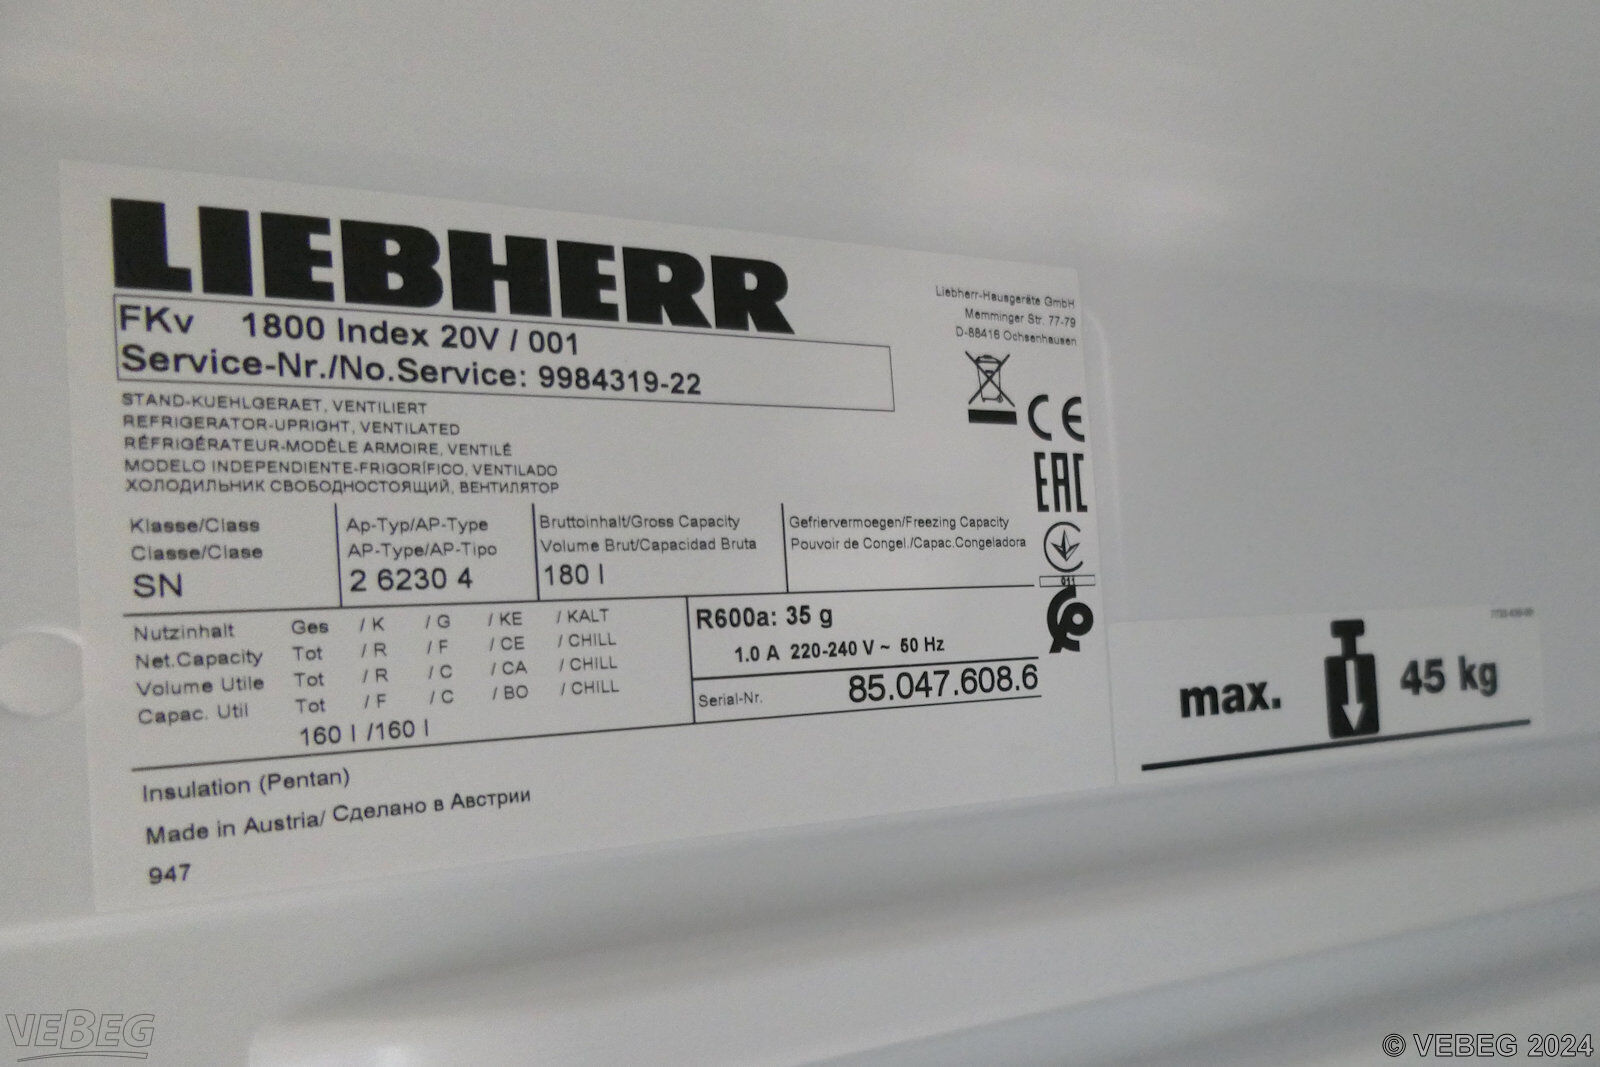 LIEBHERR
FKv 1800 Index 20V / 001
Service-Nr./No.Service: 9984319-22
Liebherr-Hausgeräte GmbH
Memminger Str. 77-79
D-88416 Ochsenhausen
STAND-KUEHLGERAET, VENTILIERT
REFRIGERATOR-UPRIGHT, VENTILATED
RÉFRIGÉRATEUR-MODÈLE ARMOIRE, VENTILÉ
MODELO INDEPENDIENTE-FRIGORÍFICO, VENTILADO
ХОЛОДИЛЬНИК СВОБОДНОСТОЯЩИЙ, ВЕНТИЛЯТОР
CE
EAC
011
Klasse/Class
Classe/Clase
SN
Ap-Typ/AP-Type
AP-Type/AP-Tipo
2 6230 4
Bruttoinhalt/Gross Capacity
Volume Brut/Capacidad Bruta
180 l
Gefriervermoegen/Freezing Capacity
Pouvoir de Congel./Capac.Congeladora
Nutzinhalt Ges / K / G / KE / KALT
Net.Capacity Tot / R / F / CE / CHILL
Volume Utile Tot / R / C / CA / CHILL
Capac. Util Tot / F / C / BO / CHILL
160 l /160 l
R600a: 35 g
1.0 A 220-240 V ~ 50 Hz
Serial-Nr. 85.047.608.6
Insulation (Pentan)
Made in Austria/ Сделано в Австрии
947
max. 45 kg
VEBEG
© VEBEG 2024